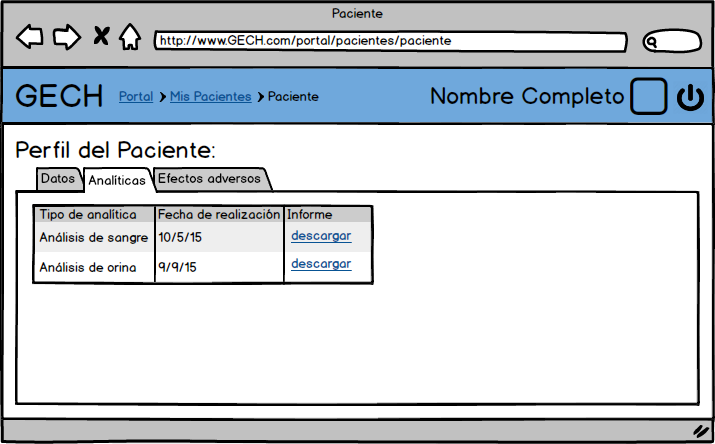 Paciente
http://www.GECH.com/portal/pacientes/paciente
GECH Portal Mis Pacientes Paciente Nombre Completo
Perfil del Paciente:
Datos Analíticas Efectos adversos
Tipo de analítica Fecha de realización Informe
Análisis de sangre 10/5/15 descargar
Análisis de orina 9/9/15 descargar